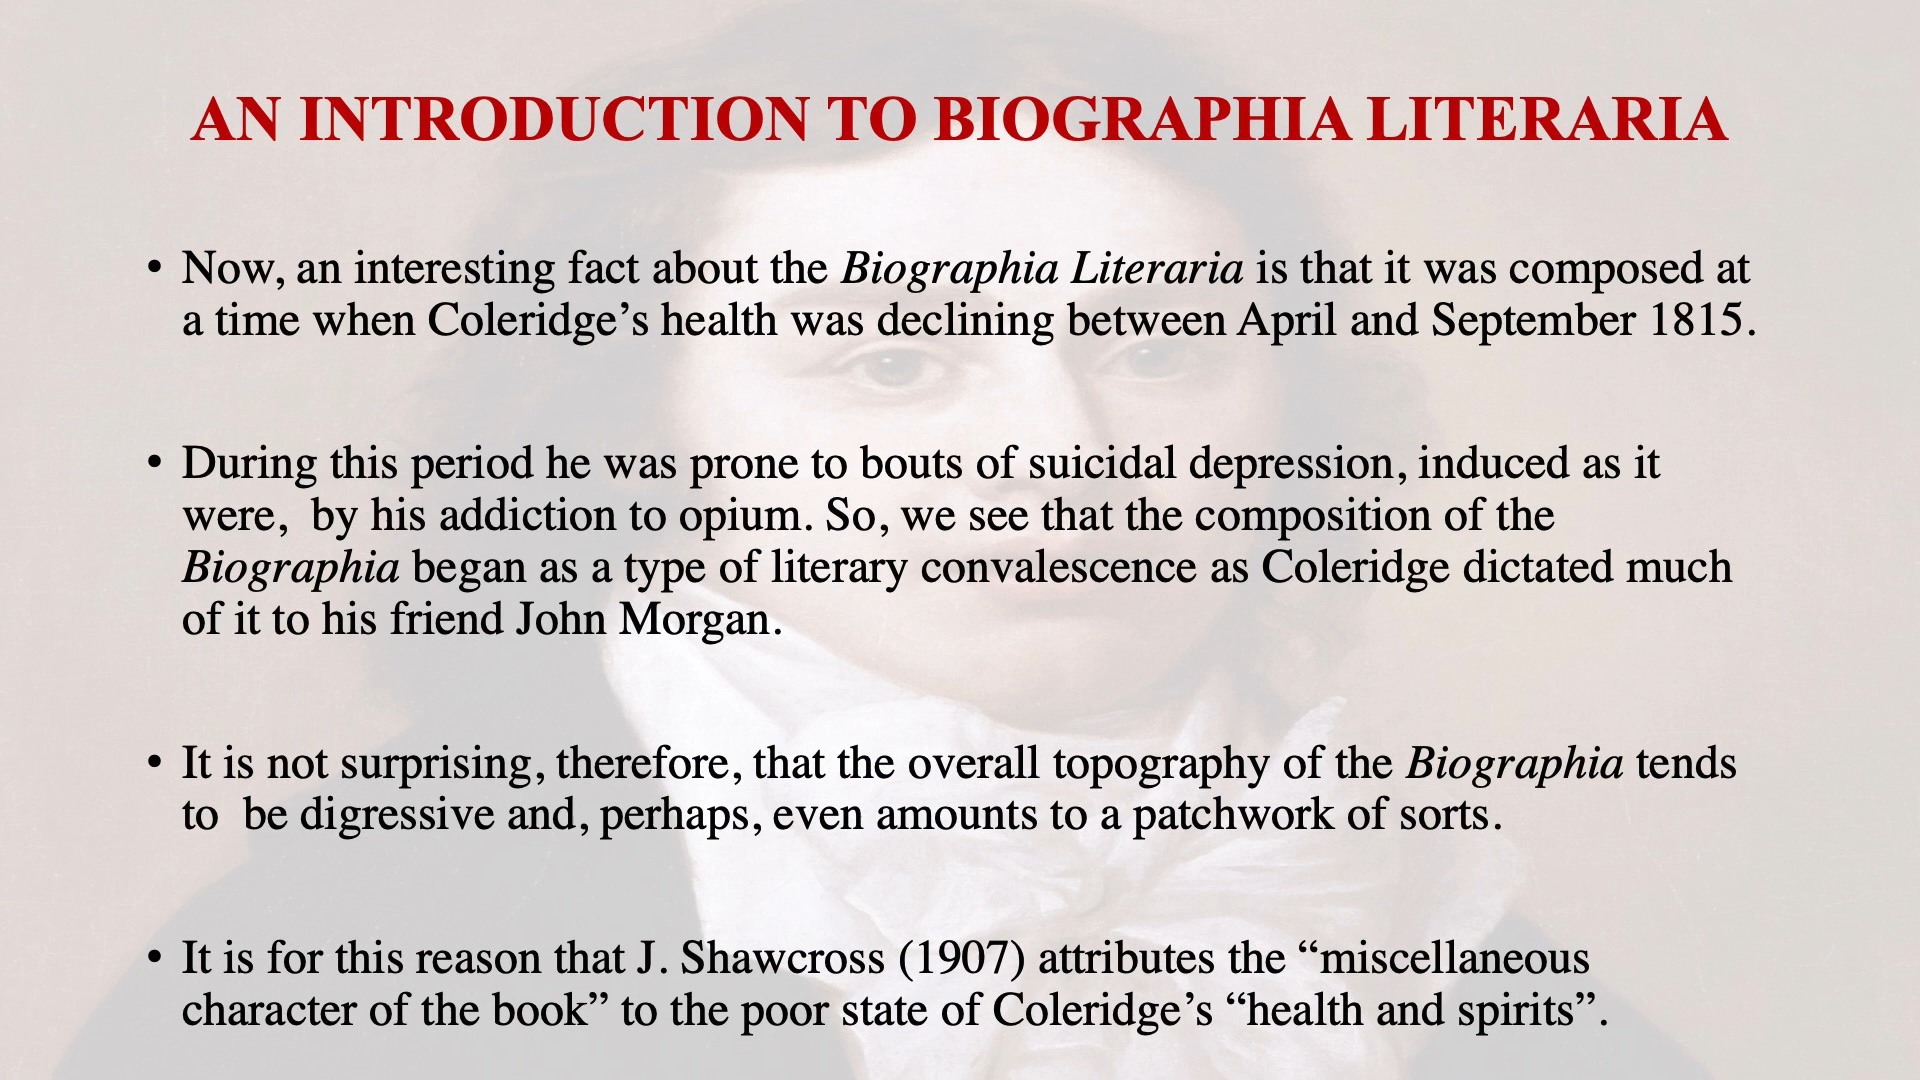 AN INTRODUCTION TO BIOGRAPHIA LITERARIA
• Now, an interesting fact about the Biographia Literaria is that it was composed at
a time when Coleridge’s health was declining between April and September 1815.
• During this period he was prone to bouts of suicidal depression, induced as it
were,  by his addiction to opium. So, we see that the composition of the
Biographia began as a type of literary convalescence as Coleridge dictated much
of it to his friend John Morgan.
• It is not surprising, therefore, that the overall topography of the Biographia tends
to  be digressive and, perhaps, even amounts to a patchwork of sorts.
• It is for this reason that J. Shawcross (1907) attributes the “miscellaneous
character of the book” to the poor state of Coleridge’s “health and spirits”.